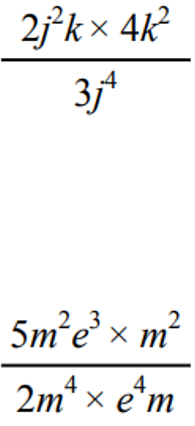 2j²k × 4k²
3j⁴
5m²e³ × m²
2m⁴ × e⁴m